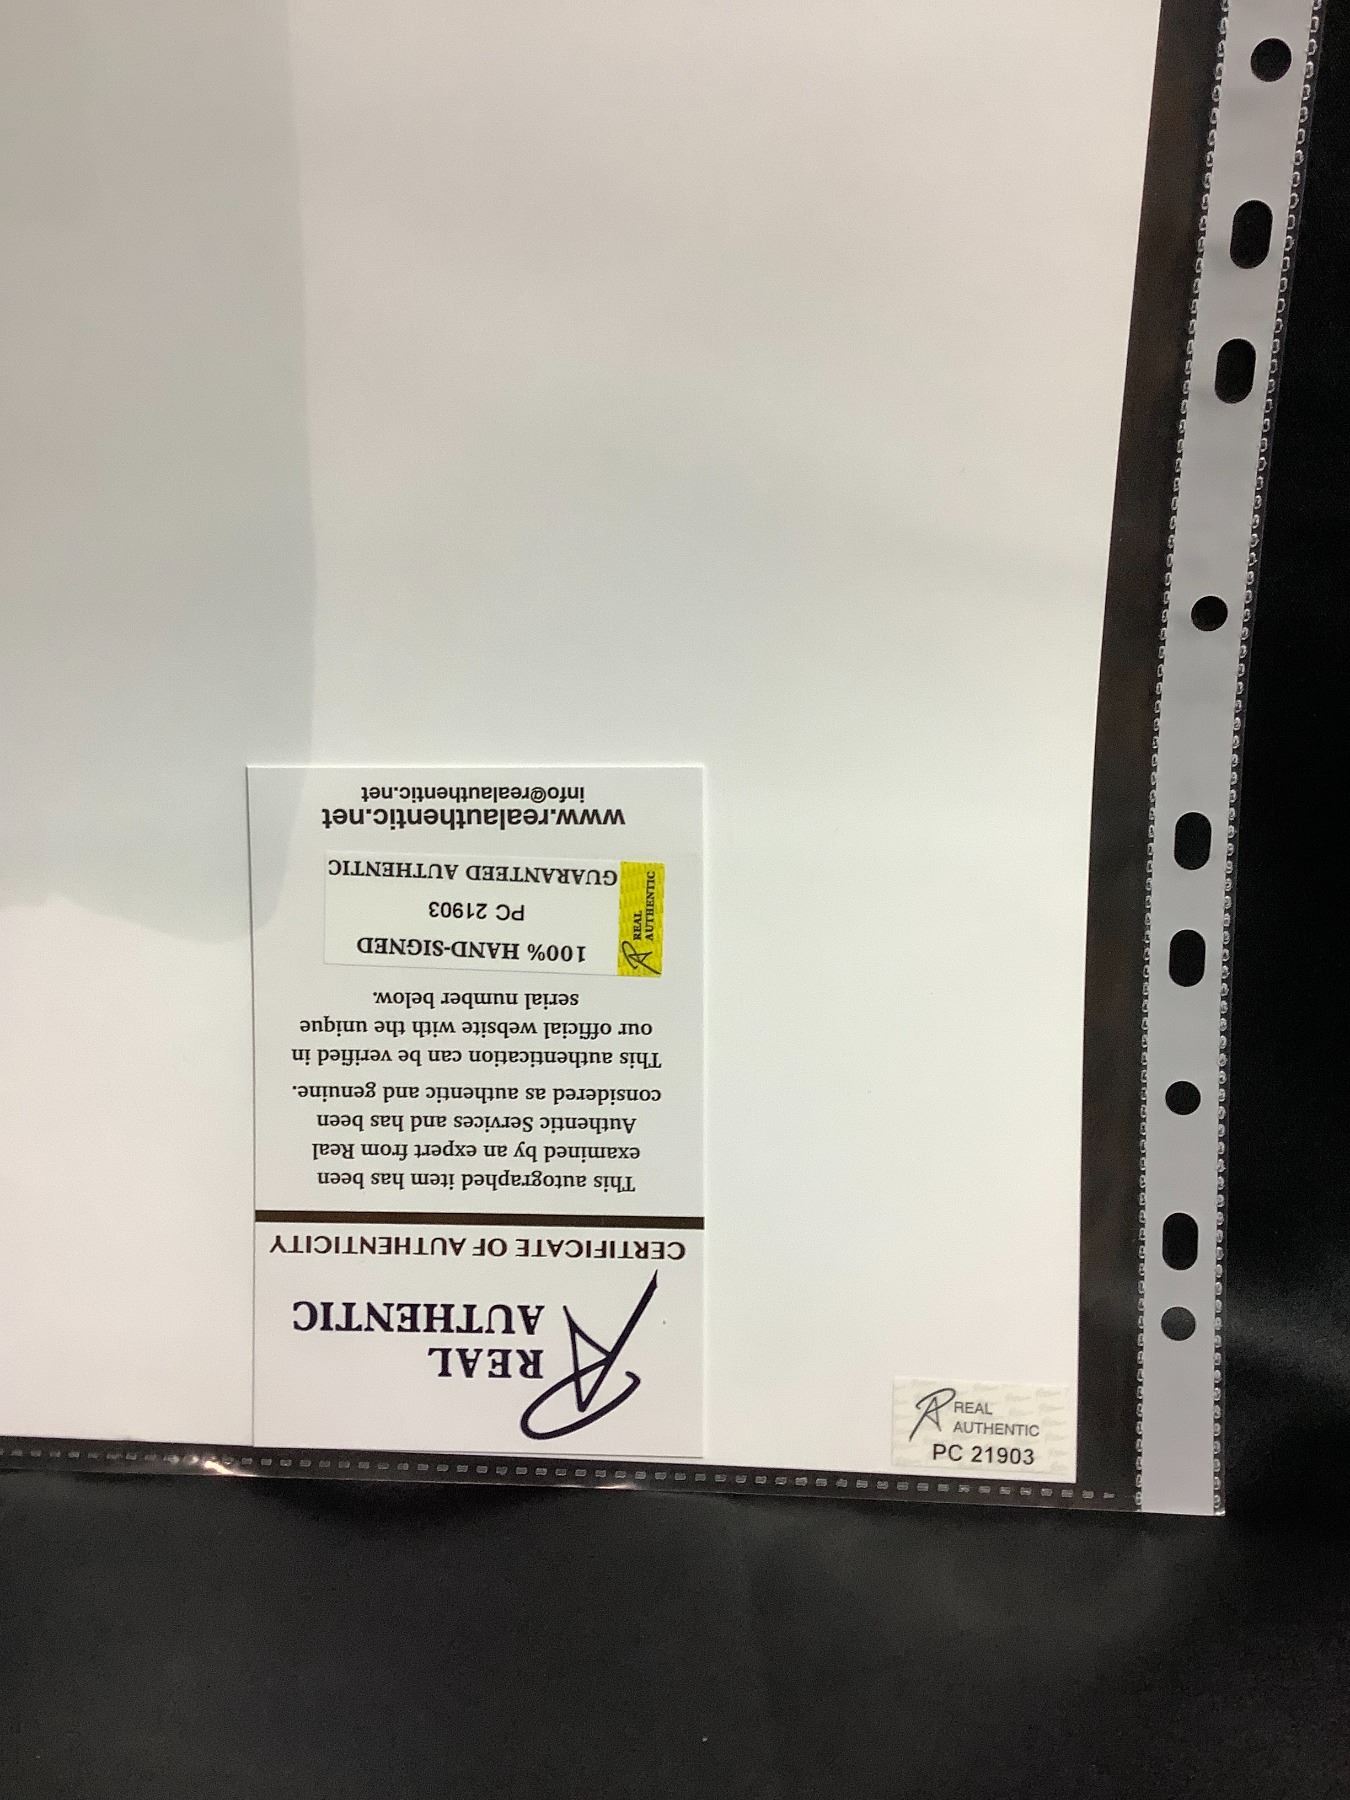 REAL
AUTHENTIC
CERTIFICATE OF AUTHENTICITY
This autographed item has been
examined by an expert from Real
Authentic Services and has been
considered as authentic and genuine.
This authentication can be verified in
our official website with the unique
serial number below.
REAL
AUTHENTIC
100% HAND-SIGNED
PC 21903
GUARANTEED AUTHENTIC
www.realauthentic.net
info@realauthentic.net
REAL
AUTHENTIC
PC 21903